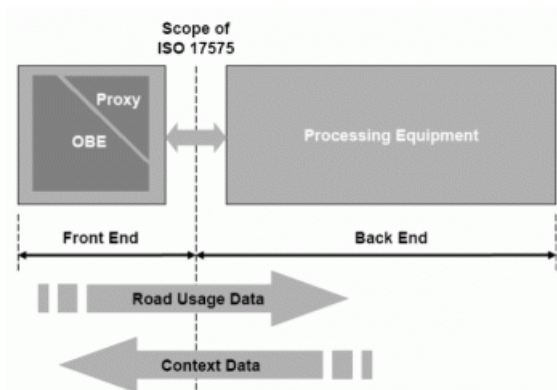 Scope of
ISO 17575
Proxy
OBE
Processing Equipment
Front End
Back End
Road Usage Data
Context Data